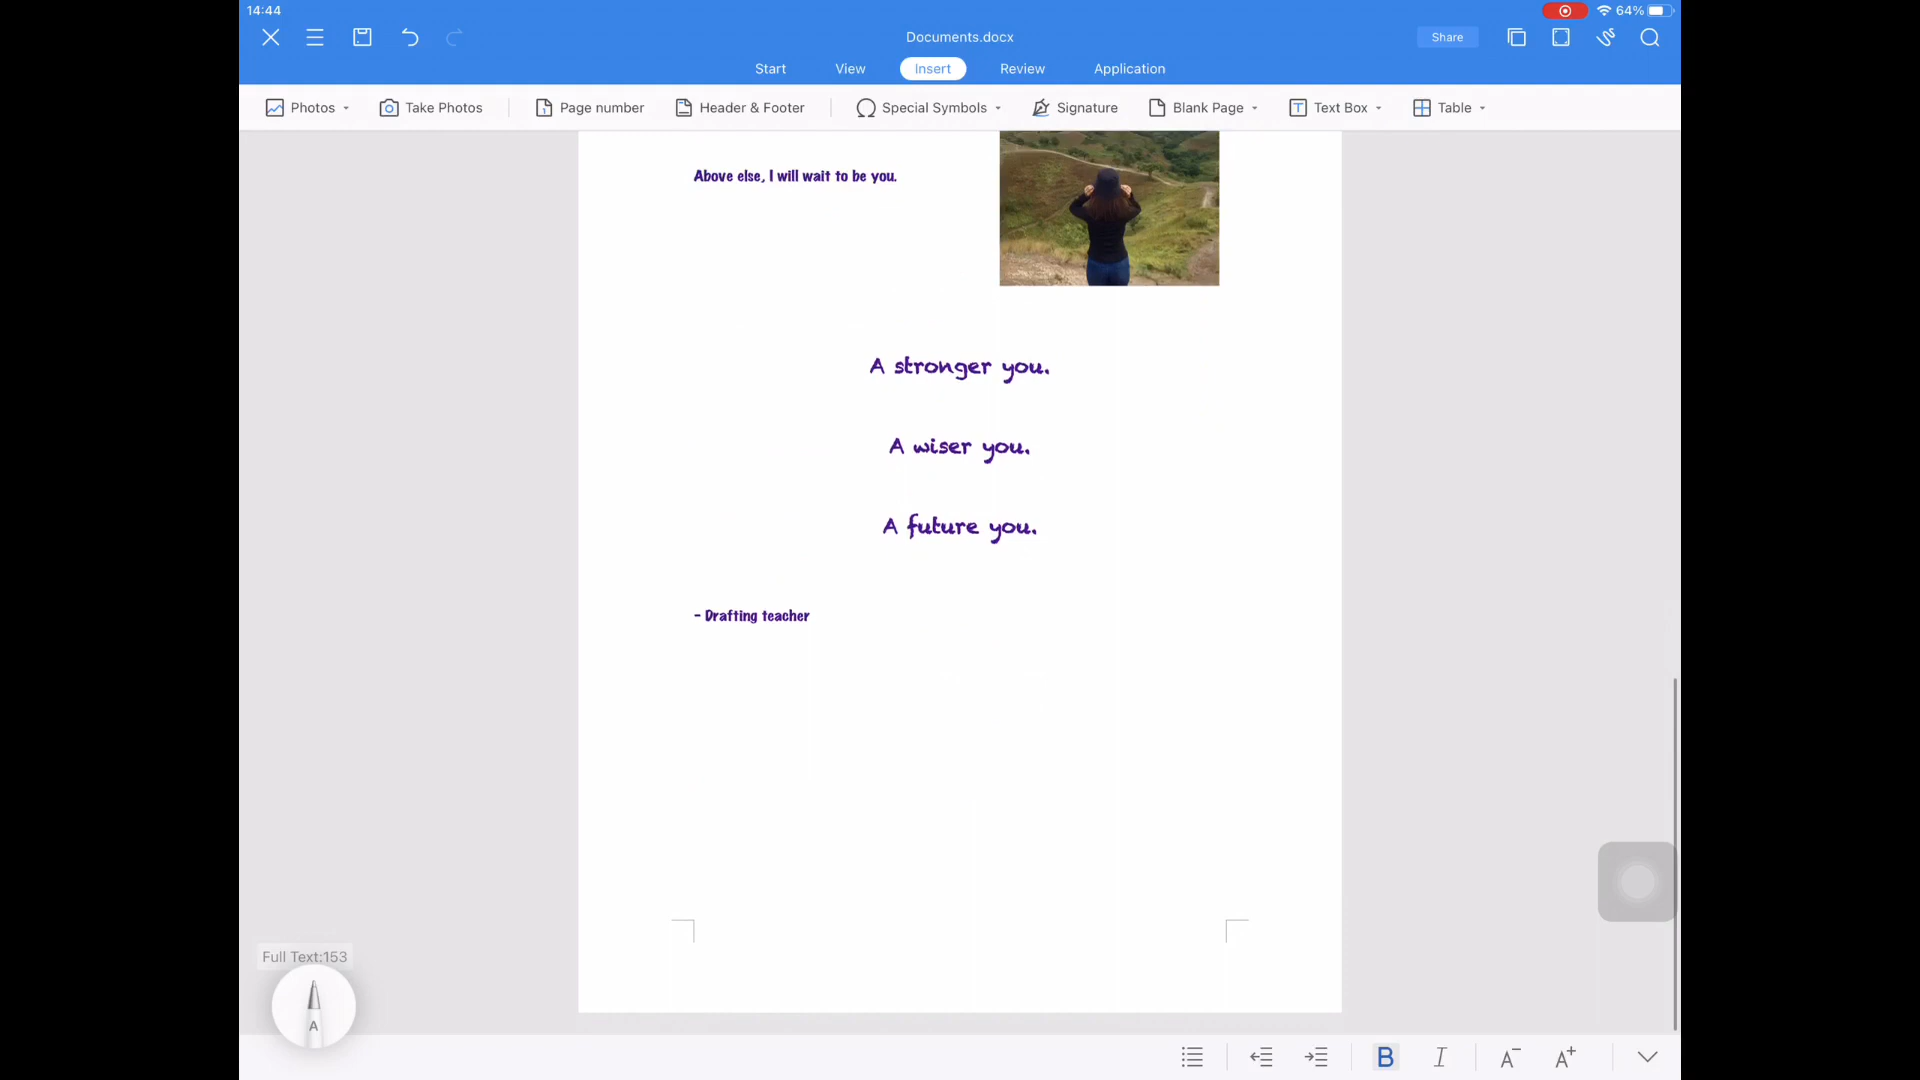 14:44
64%
Documents.docx
Share
Start
View
Insert
Review
Application
Photos
Take Photos
Page number
Header & Footer
Special Symbols
Signature
Blank Page
Text Box
Table
Above else, I will wait to be you.
A stronger you.
A wiser you.
A future you.
- Drafting teacher
Full Text:153
A
B
I
A-
A+